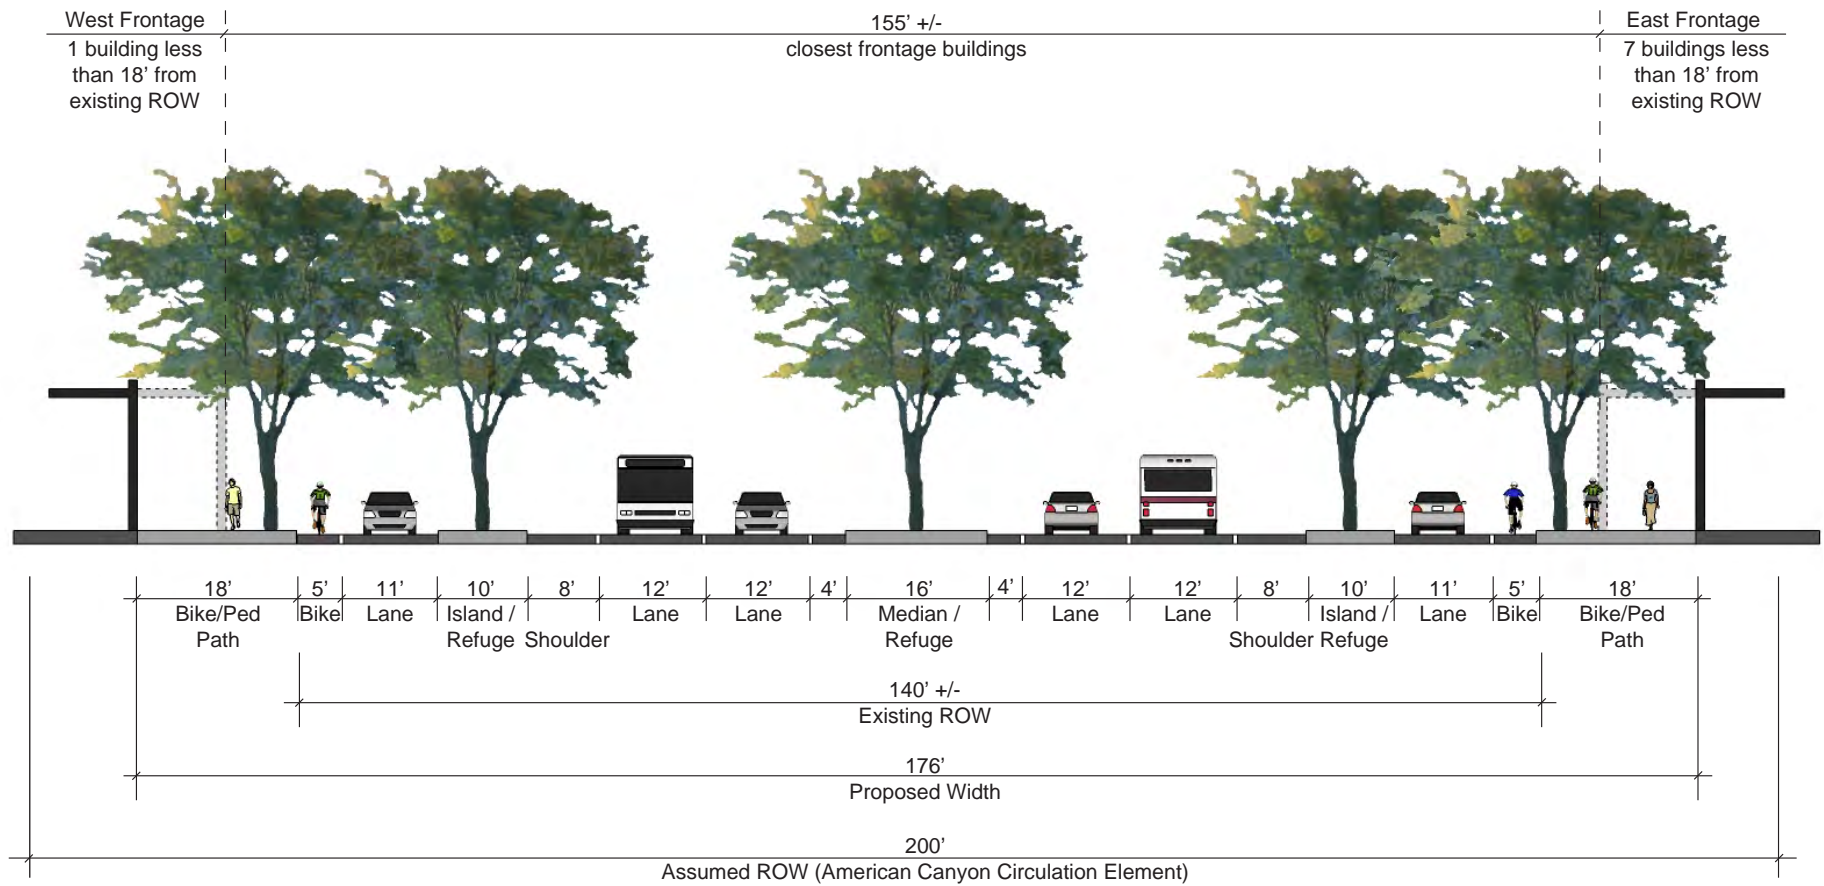 West Frontage
1 building less
than 18’ from
existing ROW
155’ +/-
closest frontage buildings
East Frontage
7 buildings less
than 18’ from
existing ROW
18’ 5’ 11’ 10’ 8’ 12’ 12’ 4’ 16’ 4’ 12’ 12’ 8’ 10’ 11’ 5’ 18’
Bike/Ped Bike Lane Island / Lane Lane Median / Lane Lane Island / Lane Bike Bike/Ped
Path Refuge Shoulder Refuge Shoulder Refuge Path
140’ +/-
Existing ROW
176’
Proposed Width
200’
Assumed ROW (American Canyon Circulation Element)